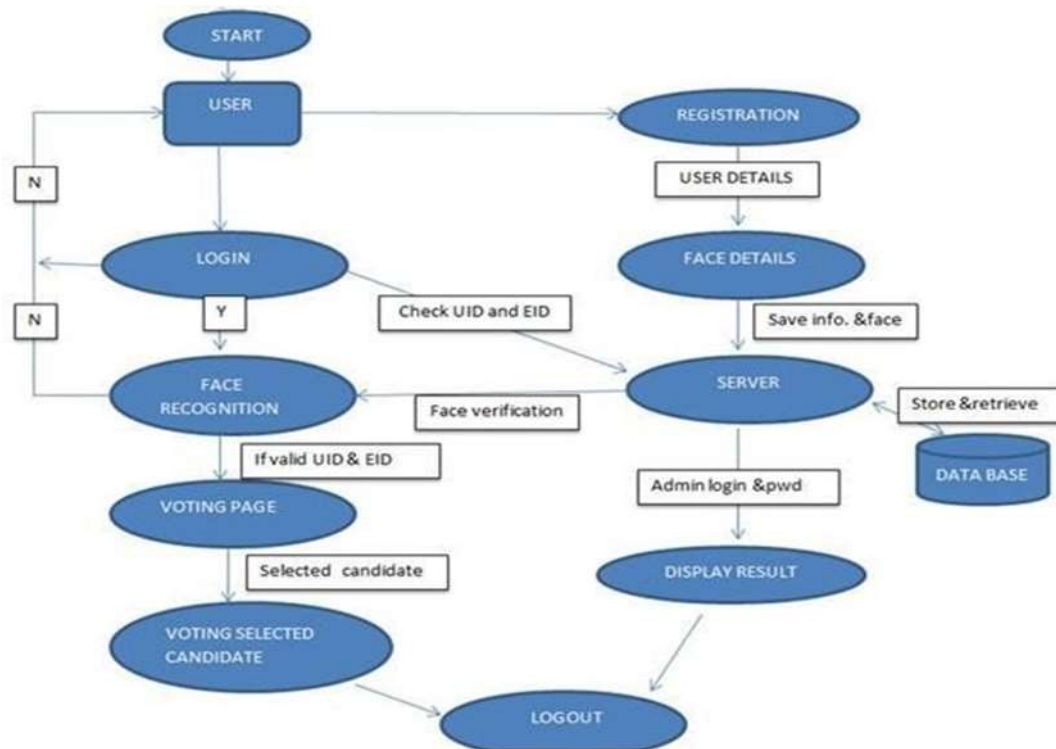 START
USER
REGISTRATION
N
USER DETAILS
LOGIN
FACE DETAILS
N
Y
Check UID and EID
Save info. &face
FACE
RECOGNITION
SERVER
Face verification
Store &retrieve
If valid UID & EID
DATA BASE
VOTING PAGE
Admin login &pwd
Selected candidate
DISPLAY RESULT
VOTING SELECTED
CANDIDATE
LOGOUT